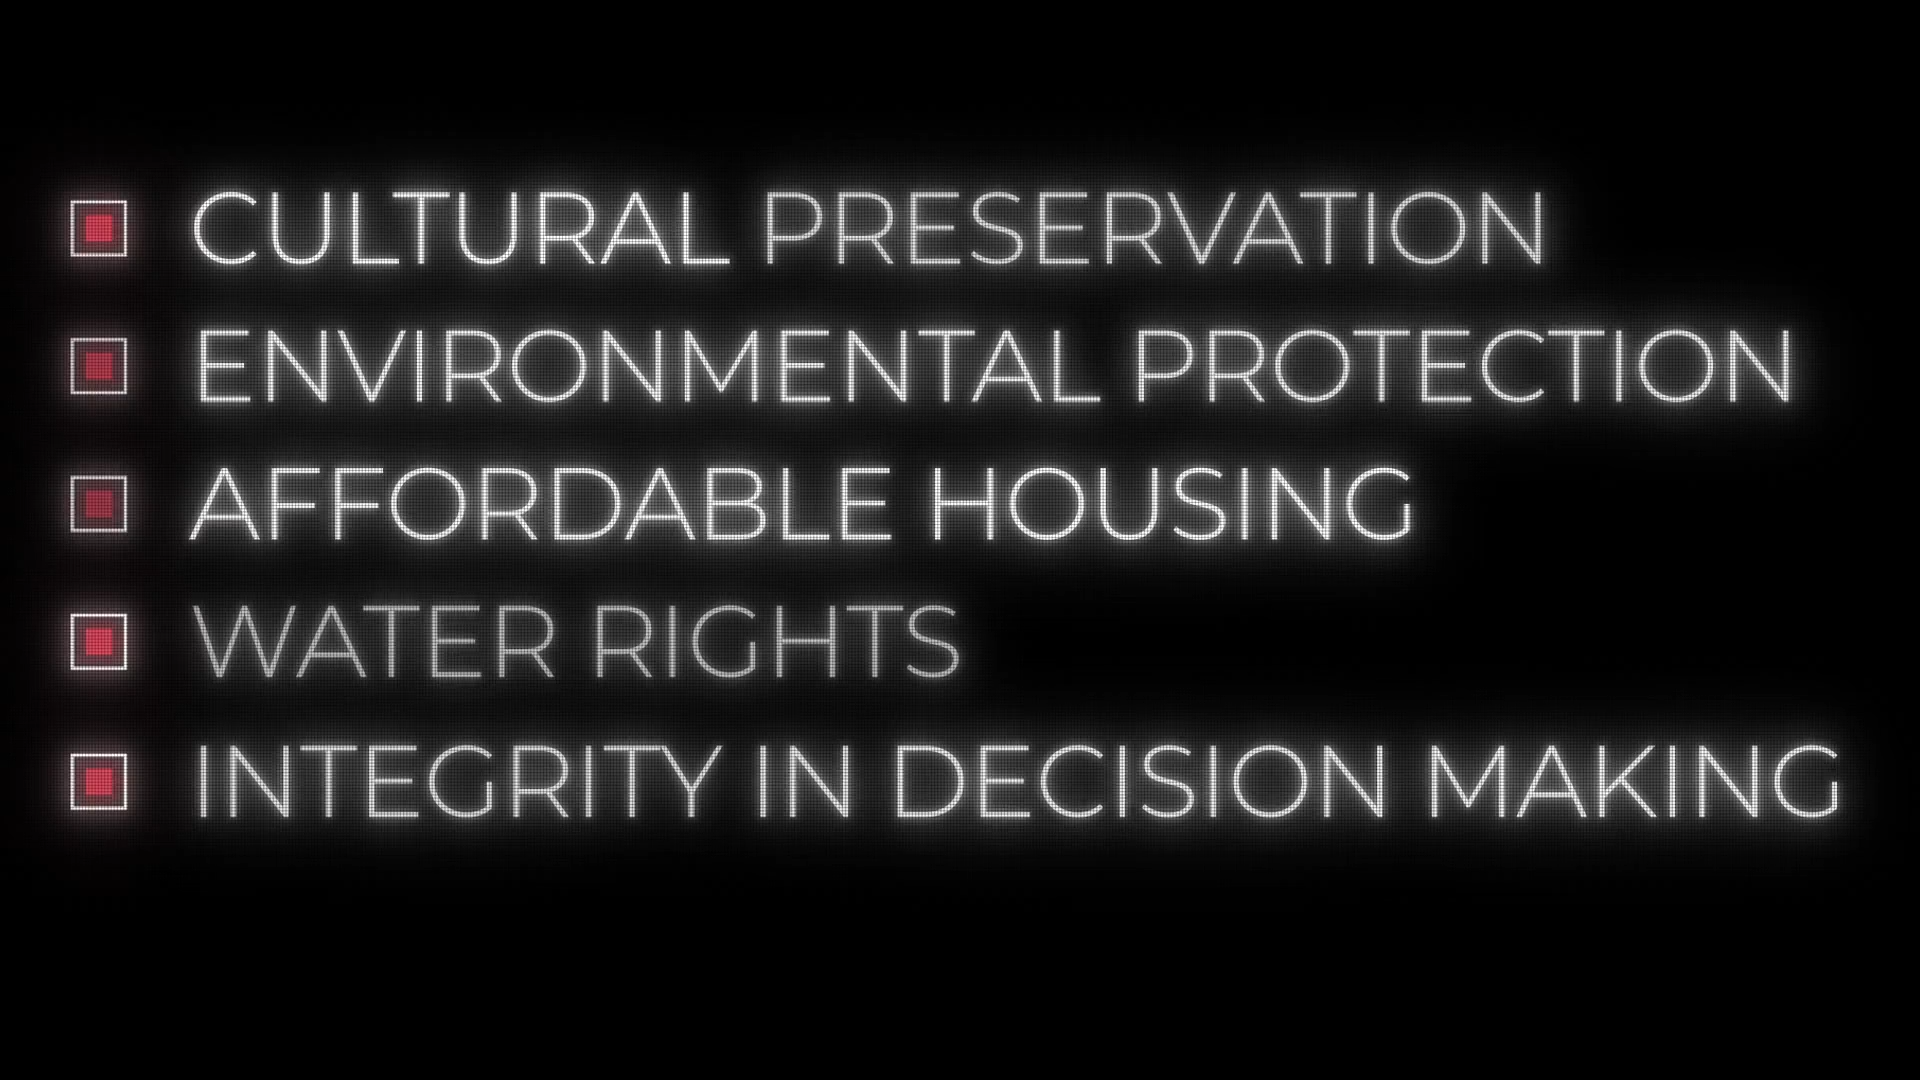 CULTURAL PRESERVATION
ENVIRONMENTAL PROTECTION
AFFORDABLE HOUSING
WATER RIGHTS
INTEGRITY IN DECISION MAKING